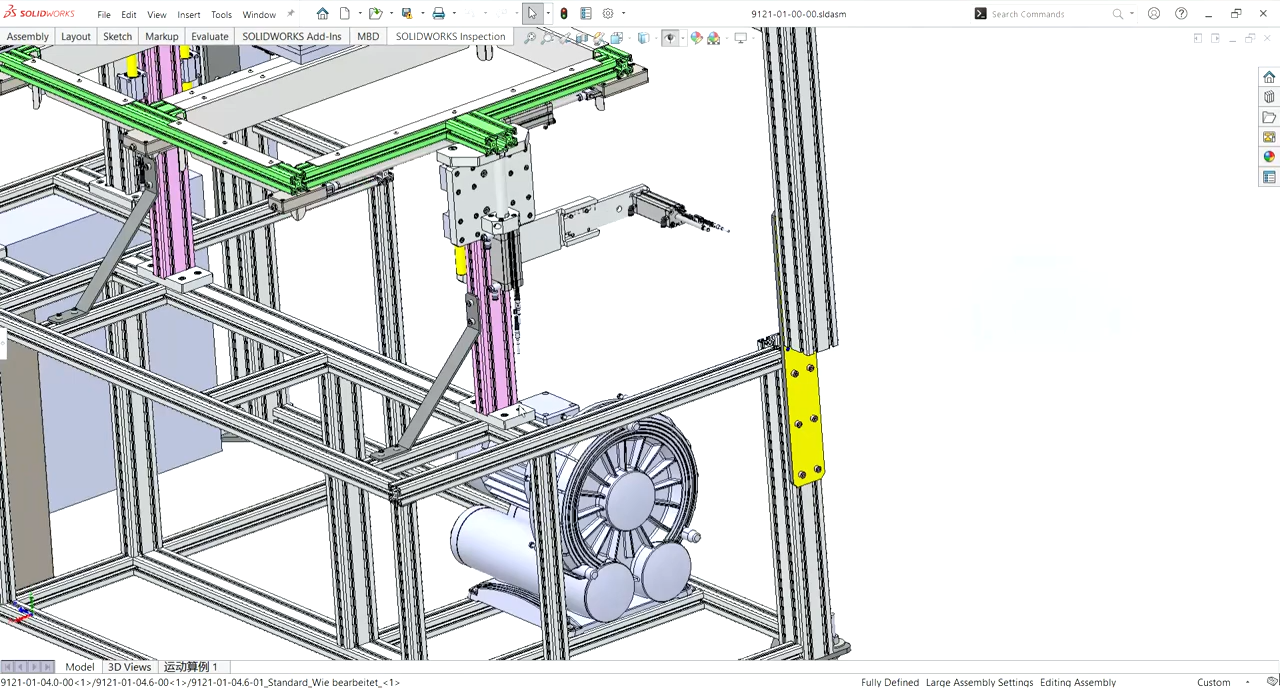 SOLIDWORKS File Edit View Insert Tools Window 9121-01-00-00.sldasm Search Commands
Assembly Layout Sketch Markup Evaluate SOLIDWORKS Add-Ins MBD SOLIDWORKS Inspection
Model 3D Views 运动算例 1
9121-01-04.0-00<1>/9121-01-04.6-00<1>/9121-01-04.6-01_Standard_Wie bearbeitet_<1> Fully Defined Large Assembly Settings Editing Assembly Custom